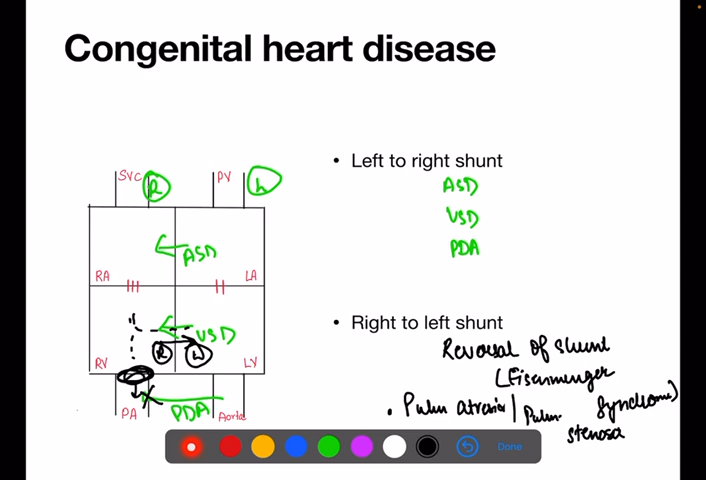 Congenital heart disease
SVC R PV L
ASD
RA LA
VSD
R L
RV LV
PA PDA Aorta
• Left to right shunt
ASD
VSD
PDA
• Right to left shunt
Reversal of shunt
(Eisenmenger
Syndrome)
• Pulm atresia / Pulm
stenosis
Done